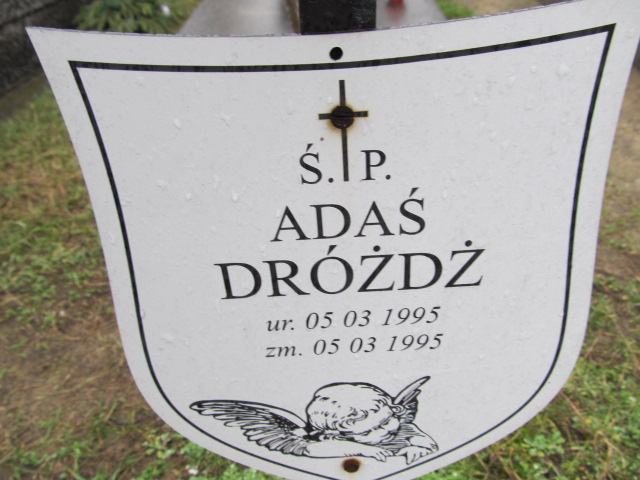 Ś. P.
ADAŚ
DRÓŻDŻ
ur. 05 03 1995
zm. 05 03 1995